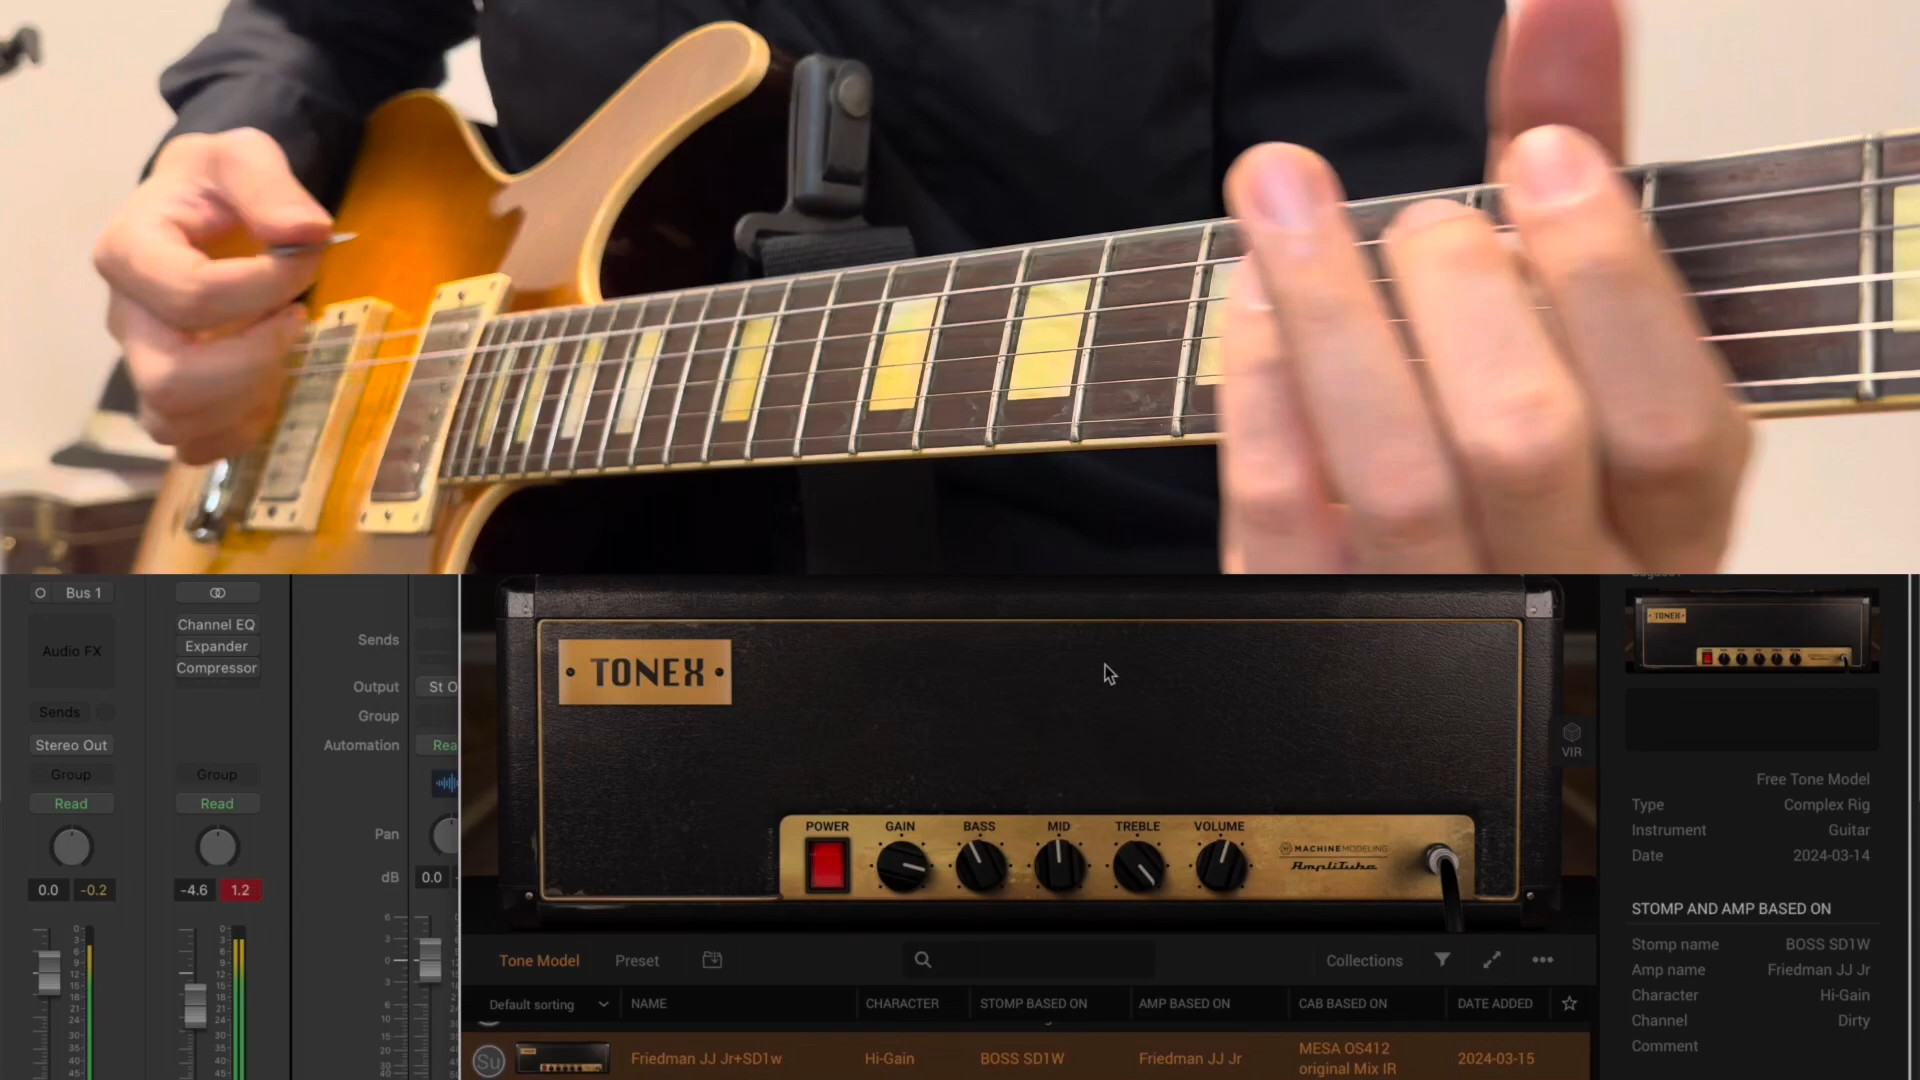 Bus 1
Audio FX
Sends
Stereo Out
Group
Read
0.0 -0.2
Channel EQ
Expander
Compressor
Group
Read
-4.6 1.2
Sends
Output
St O
Group
Automation
Rea
Pan
dB
0.0
TONEX
POWER GAIN BASS MID TREBLE VOLUME
MACHINE MODELING
AmpliTube
VIR
Tone Model Preset
Collections
Default sorting
NAME CHARACTER STOMP BASED ON AMP BASED ON CAB BASED ON DATE ADDED
Su
Friedman JJ Jr+SD1w Hi-Gain BOSS SD1W Friedman JJ Jr MESA OS412 original Mix IR 2024-03-15
TONEX
Free Tone Model
Type Complex Rig
Instrument Guitar
Date 2024-03-14
STOMP AND AMP BASED ON
Stomp name BOSS SD1W
Amp name Friedman JJ Jr
Character Hi-Gain
Channel Dirty
Comment